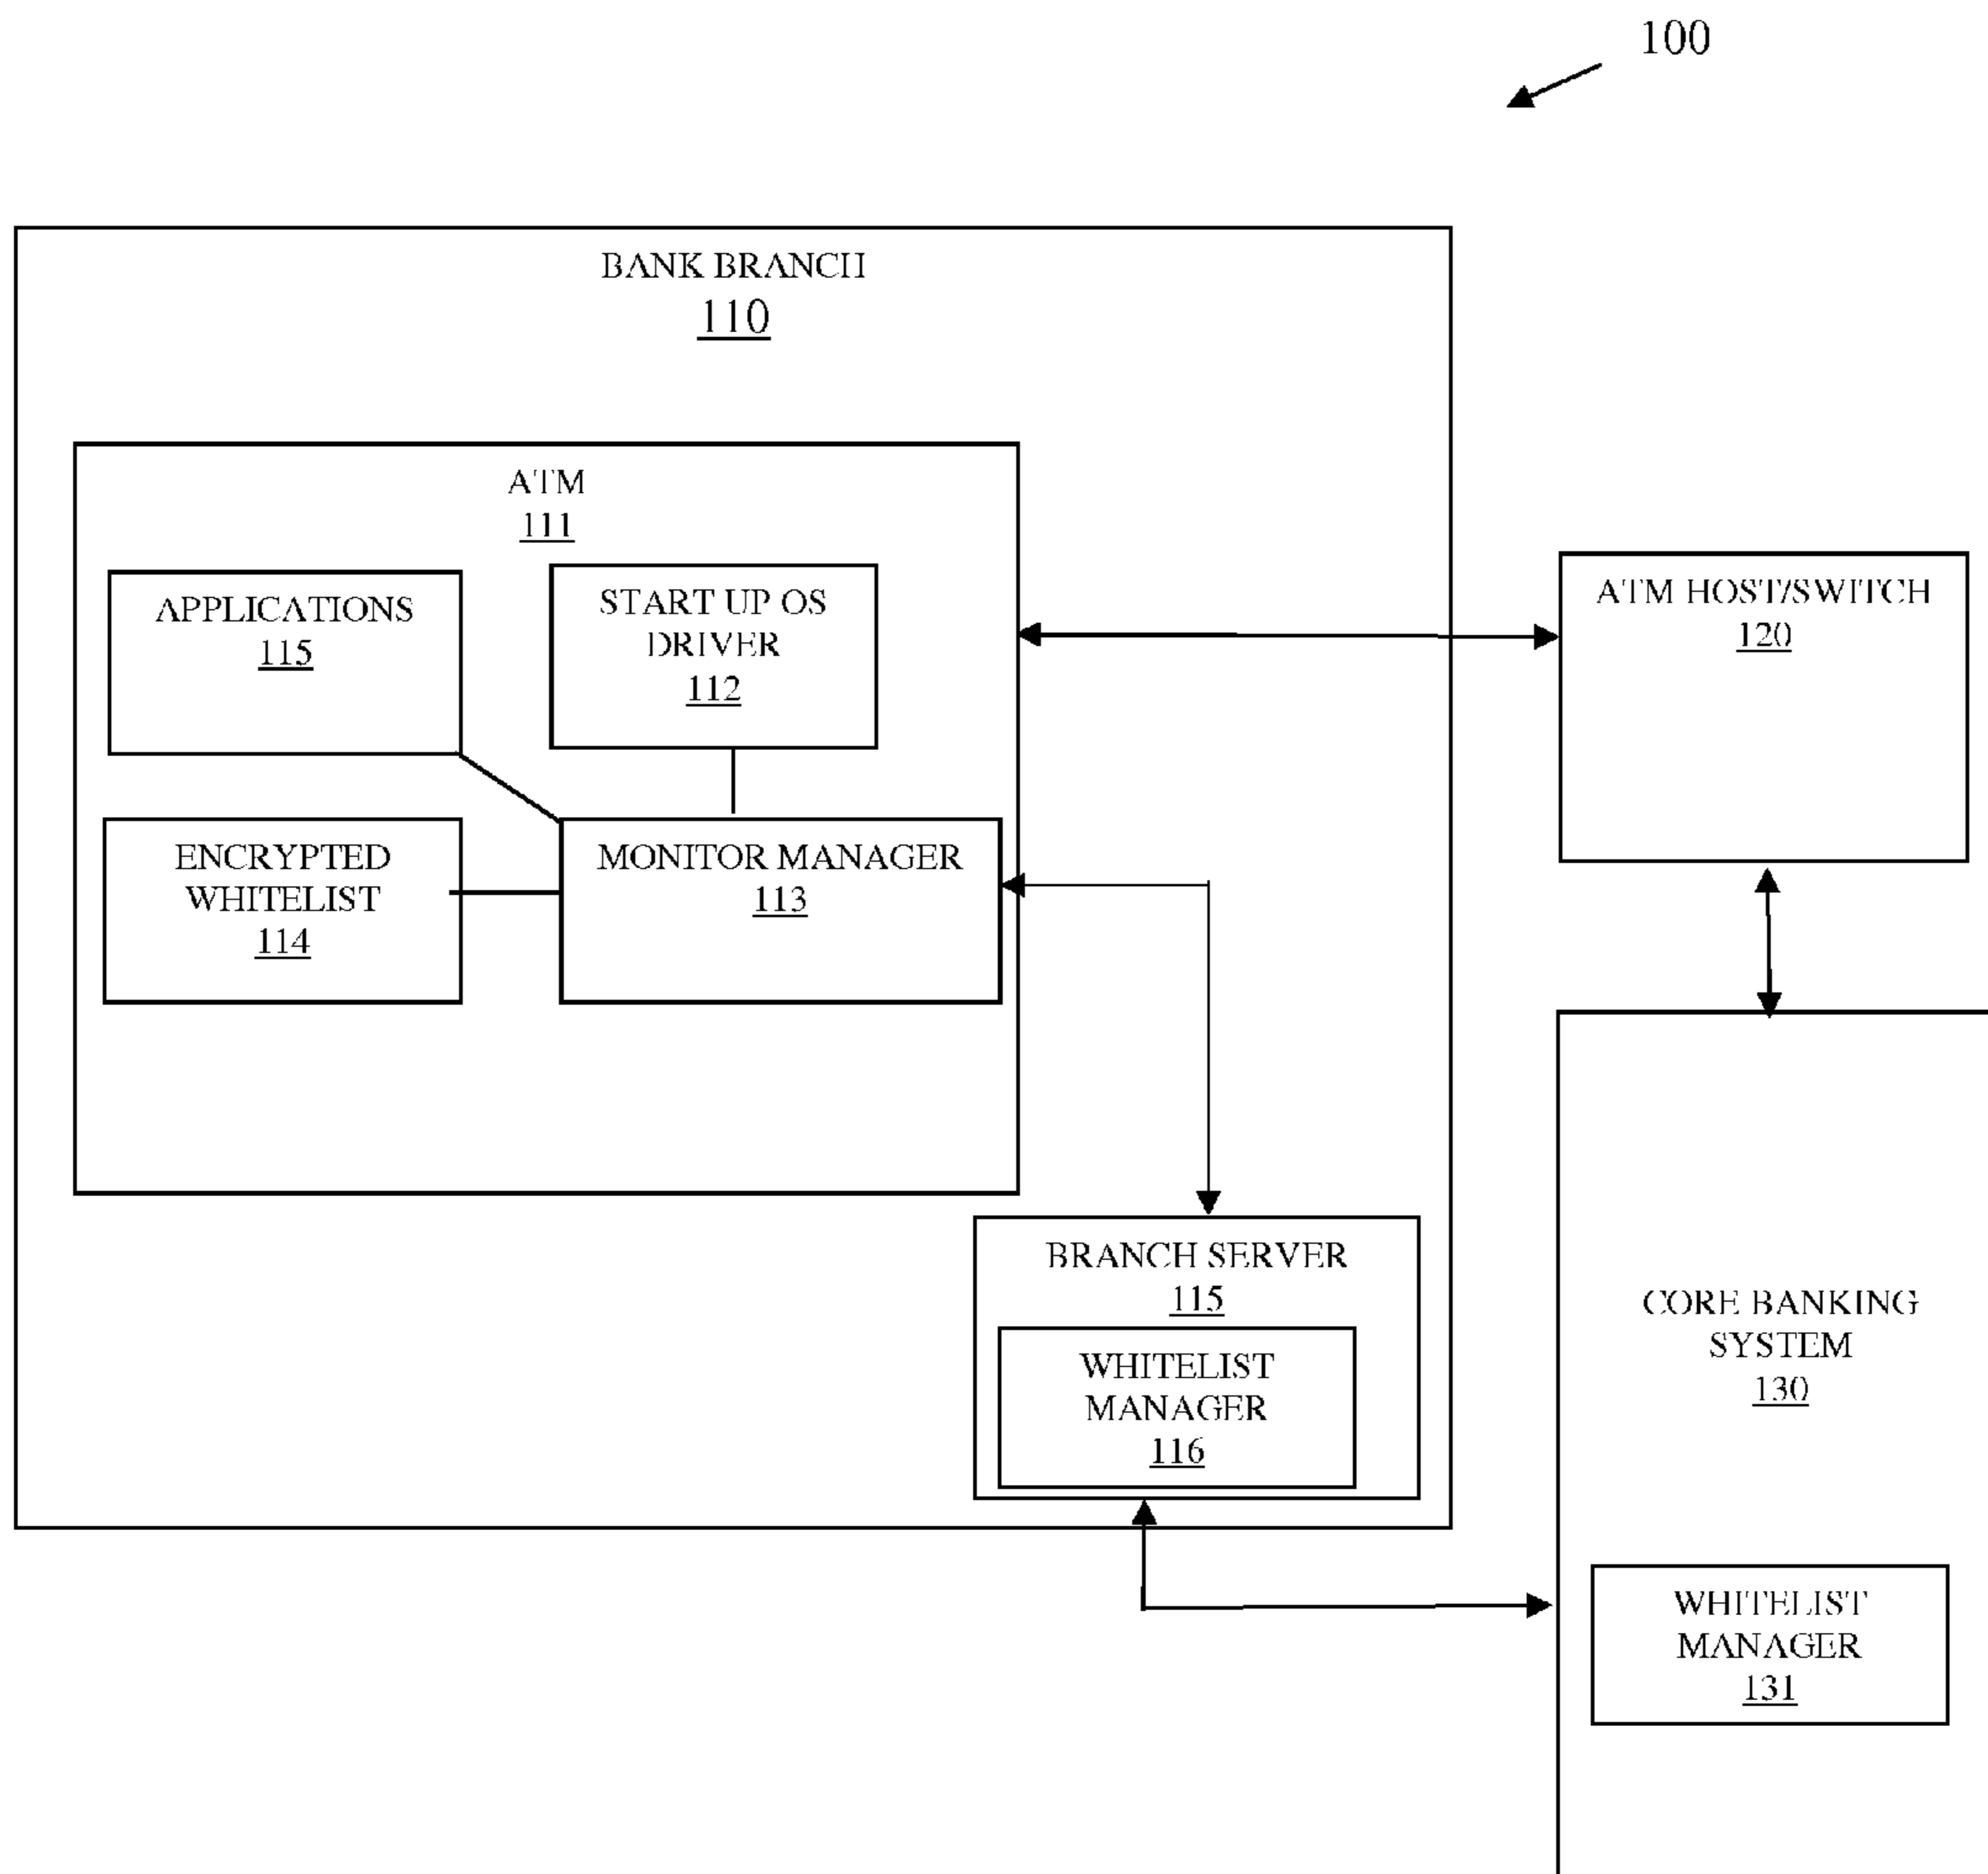 100
BANK BRANCH
110
ATM
111
APPLICATIONS
115
START UP OS
DRIVER
112
ENCRYPTED
WHITELIST
114
MONITOR MANAGER
113
ATM HOST/SWITCH
120
BRANCH SERVER
115
WHITELIST
MANAGER
116
CORE BANKING
SYSTEM
130
WHITELIST
MANAGER
131